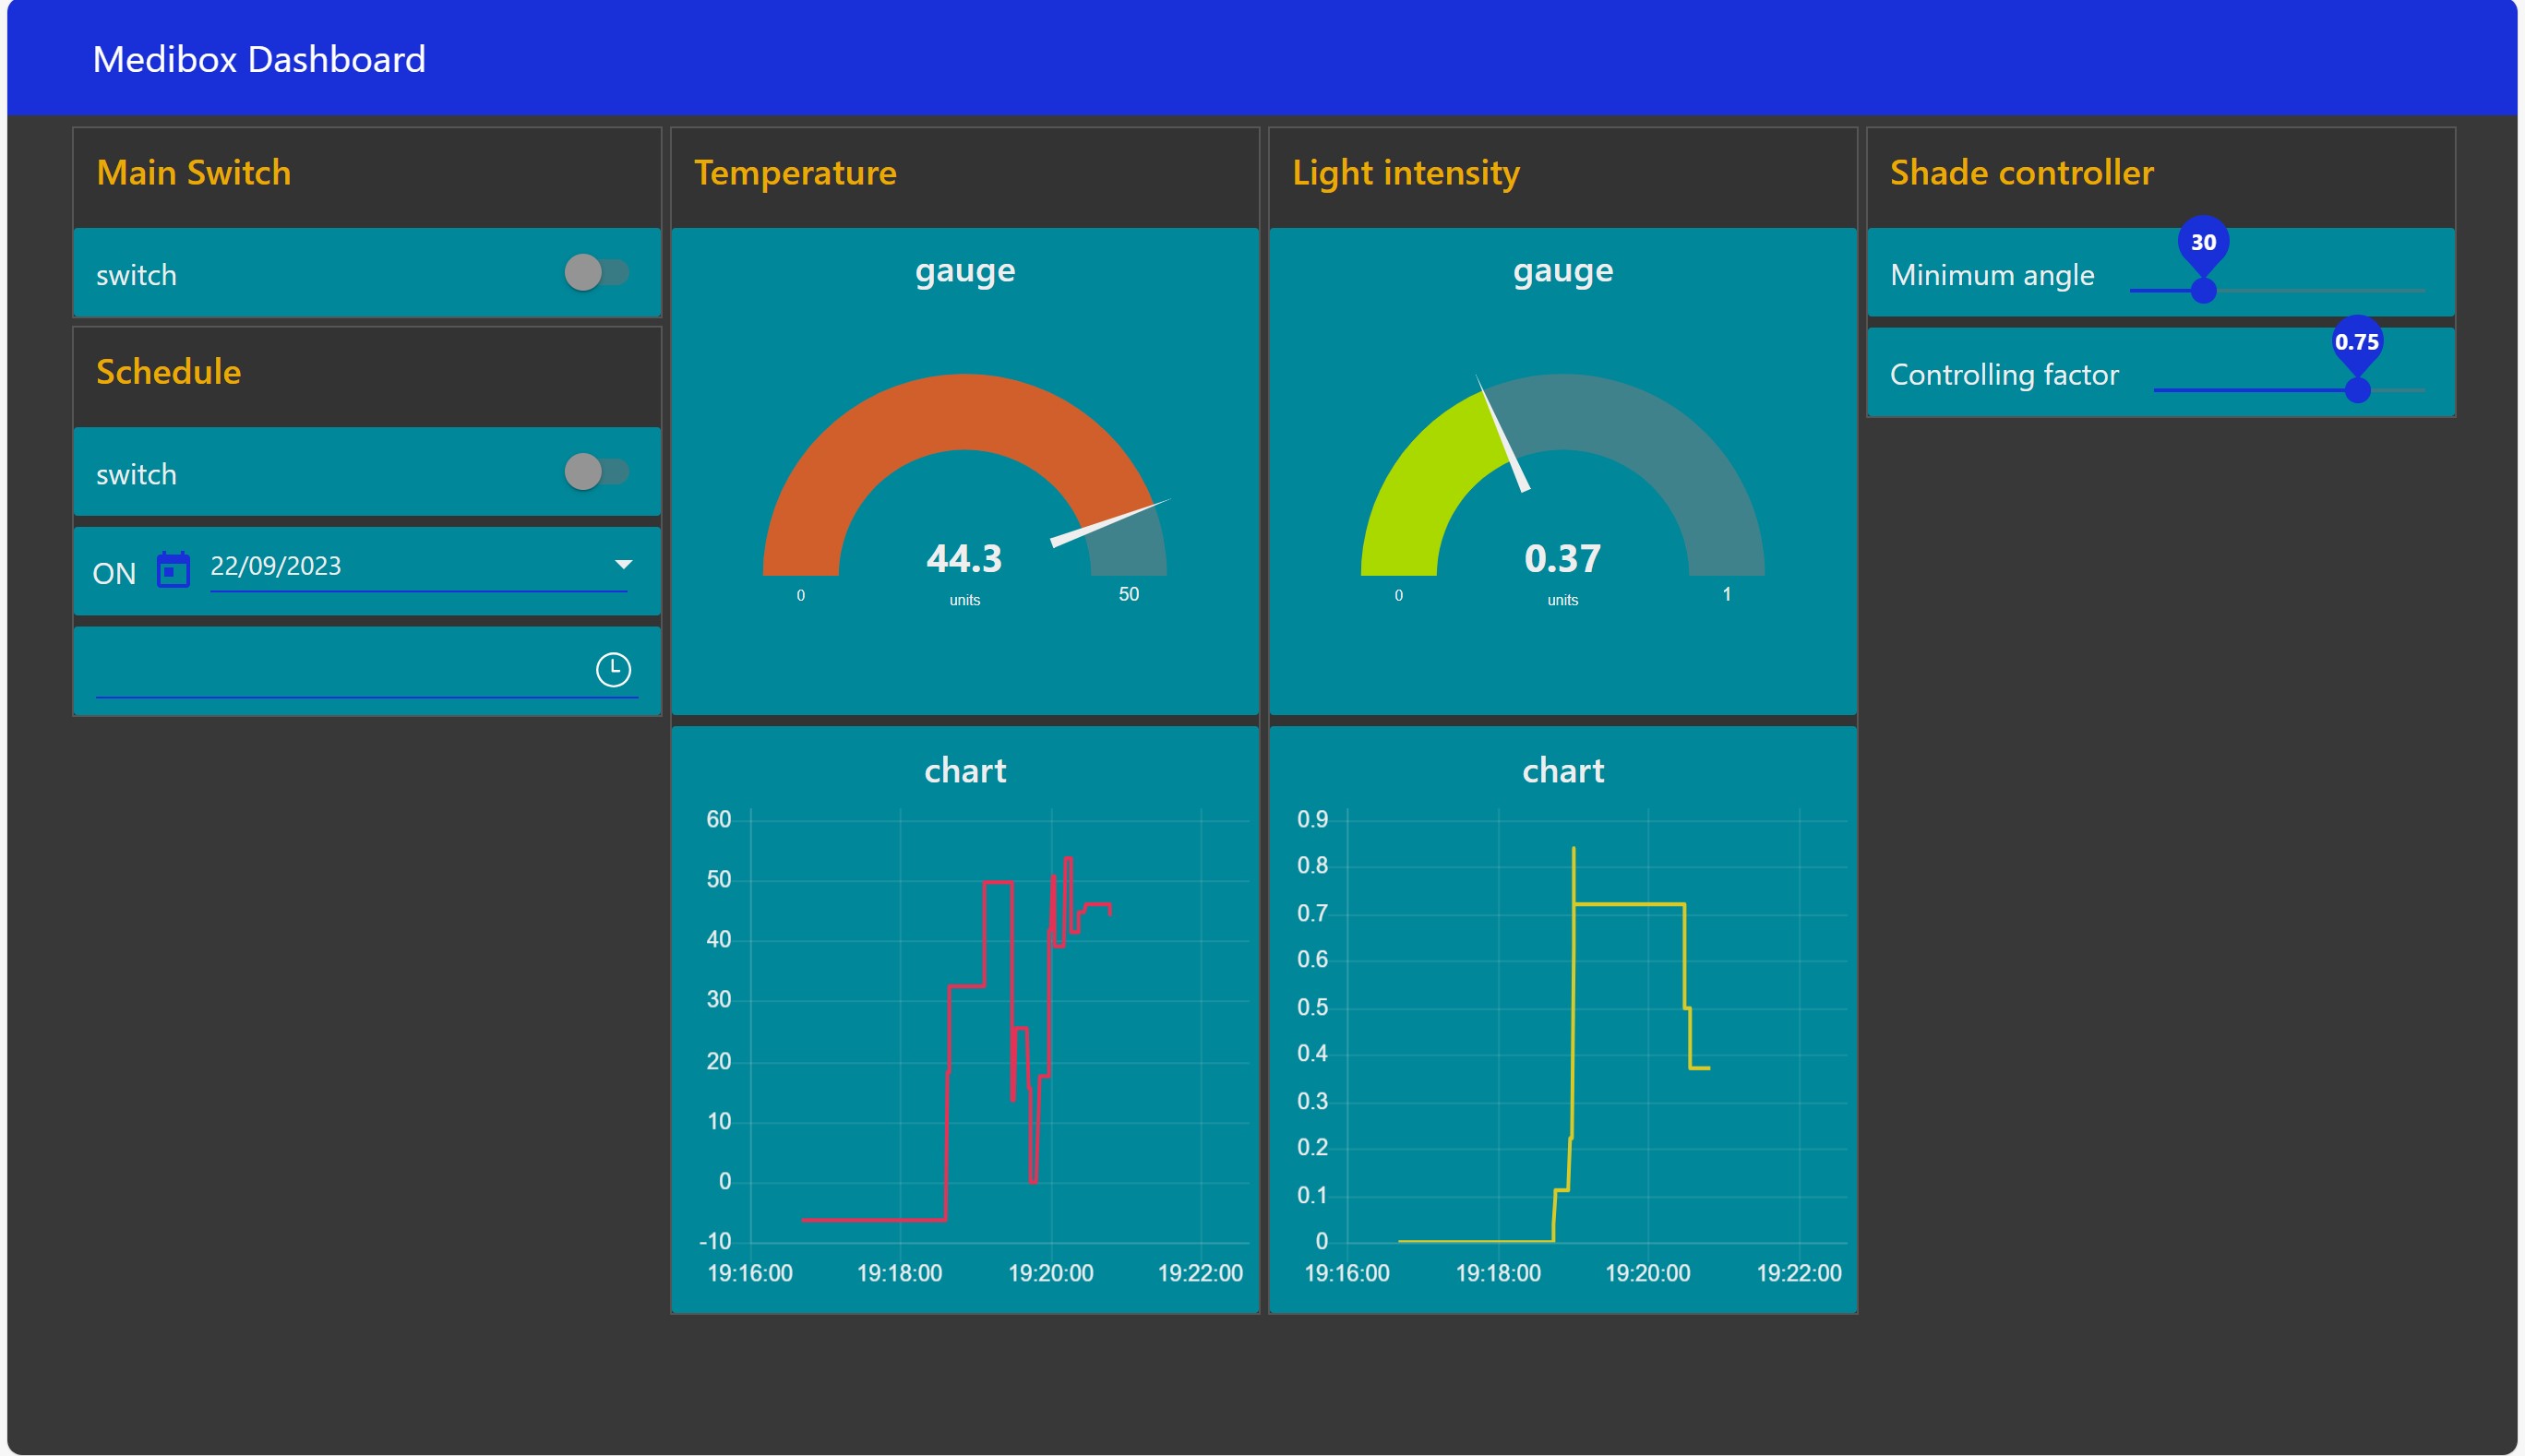 Medibox Dashboard
Main Switch
switch
Schedule
switch
ON 22/09/2023
Temperature
gauge
44.3
0 units 50
chart
60
50
40
30
20
10
0
-10
19:16:00 19:18:00 19:20:00 19:22:00
Light intensity
gauge
0.37
0 units 1
chart
0.9
0.8
0.7
0.6
0.5
0.4
0.3
0.2
0.1
0
19:16:00 19:18:00 19:20:00 19:22:00
Shade controller
30
Minimum angle
0.75
Controlling factor